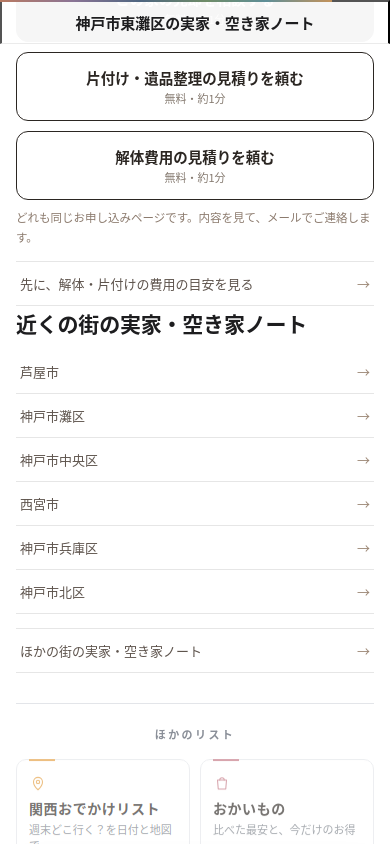 神戸市東灘区の実家・空き家ノート
片付け・遺品整理の見積りを頼む
無料・約1分
解体費用の見積りを頼む
無料・約1分
どれも同じお申し込みページです。内容を見て、メールでご連絡しま
す。
先に、解体・片付けの費用の目安を見る →
近くの街の実家・空き家ノート
芦屋市 →
神戸市灘区 →
神戸市中央区 →
西宮市 →
神戸市兵庫区 →
神戸市北区 →
ほかの街の実家・空き家ノート →
ほかのリスト
関西おでかけリスト
週末どこ行く？を日付と地図
おかいもの
比べた最安と、今だけのお得